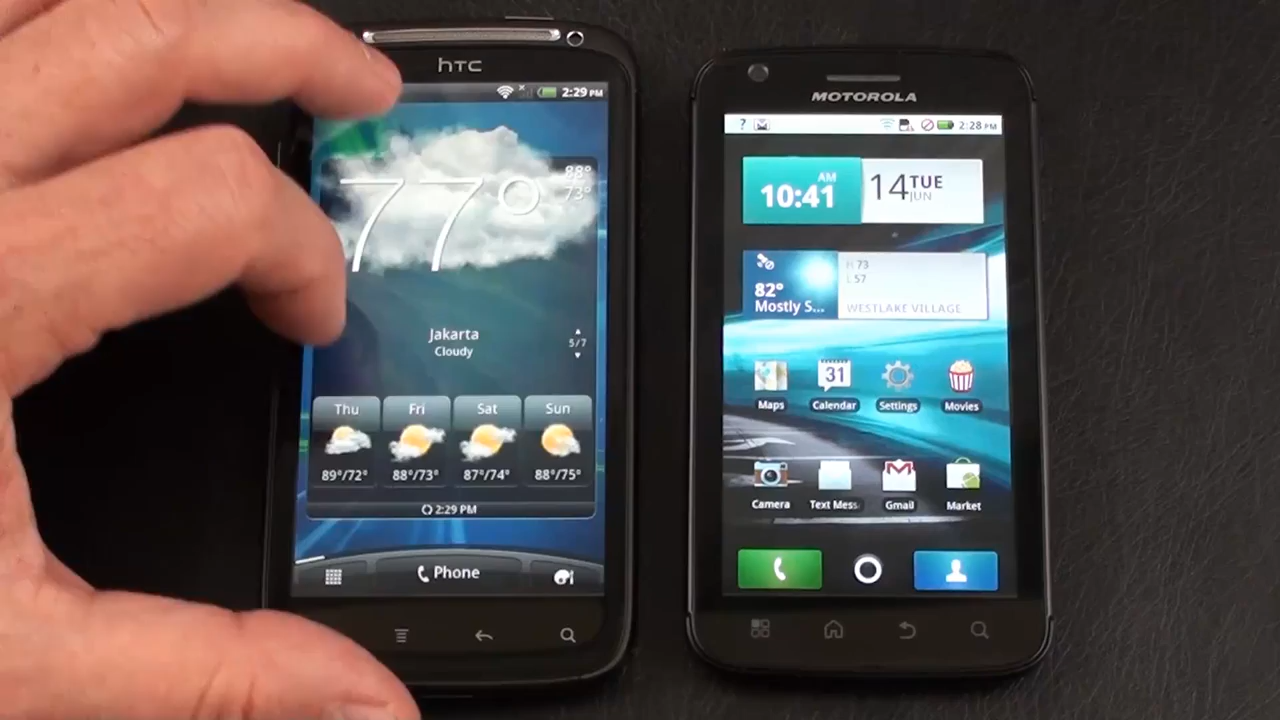 hTC
2:29 PM
77°
88°
73°
Jakarta
Cloudy
5/7
Thu
Fri
Sat
Sun
89°/72°
88°/73°
87°/74°
88°/75°
2:29 PM
Phone
MOTOROLA
? 2:28 PM
AM
10:41
14 TUE
JUN
82°
Mostly S...
H 73
L 57
WESTLAKE VILLAGE
31
Maps
Calendar
Settings
Movies
Camera
Text Mess
Gmail
Market